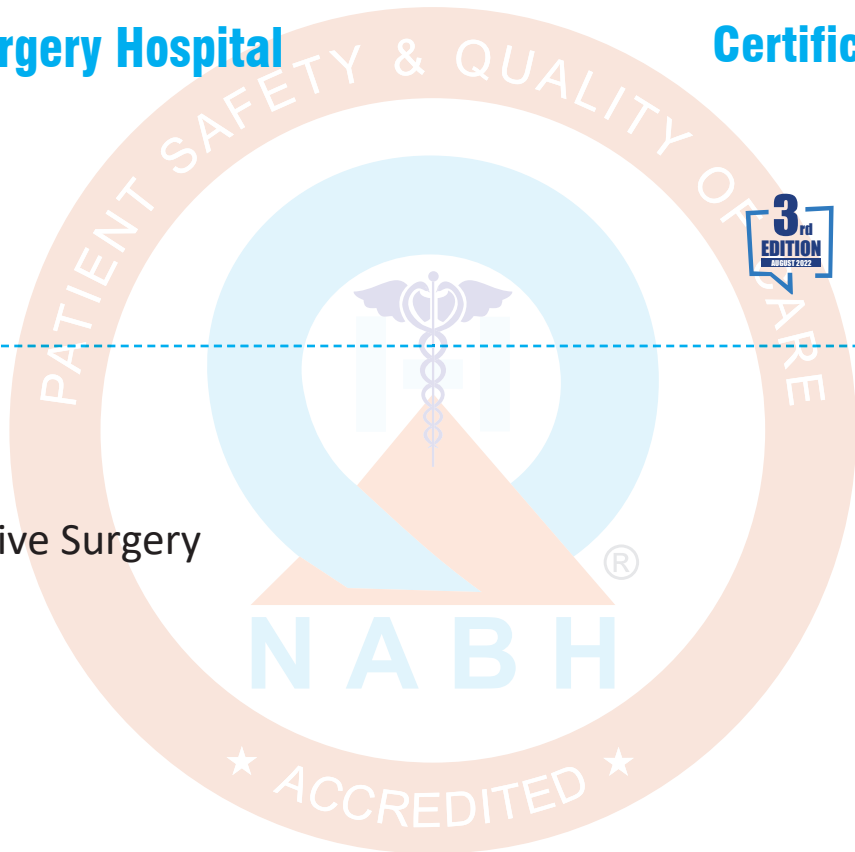 rgery Hospital
Certific
PATIENT SAFETY & QUALITY OF CARE
3rd
EDITION
AUGUST 2022
ive Surgery
®
NABH
★ ACCREDITED ★